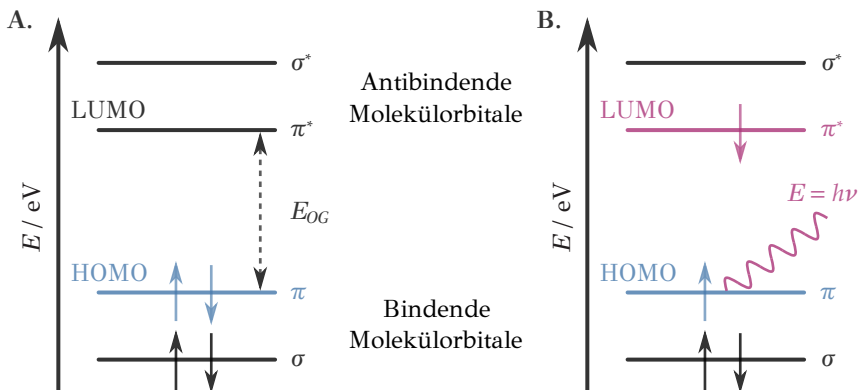 A.
B.
σ*
Antibindende
Molekülorbitale
σ*
LUMO
π*
LUMO
π*
E / eV
E_OG
E / eV
E = hν
HOMO
π
HOMO
π
Bindende
Molekülorbitale
σ
σ